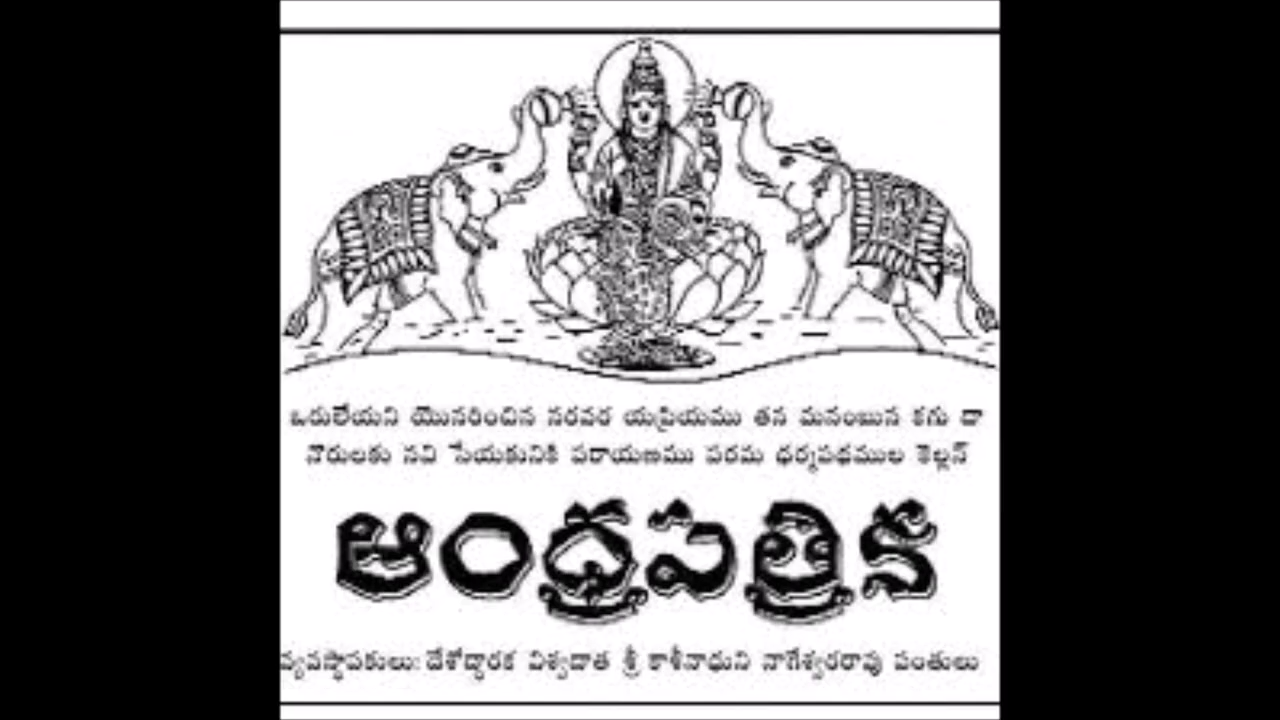 ఒరులేయని యొనరించిన నరవర యప్రియము తన మనంబున కగు దా
నొరులకు నవి సేయకునికి పరాయణము పరమ ధర్మపథముల కెల్లన్
ఆంధ్రపత్రిక
వ్యవస్థాపకులు: దేశోద్ధారక విశ్వదాత శ్రీ కాశీనాథుని నాగేశ్వరరావు పంతులు